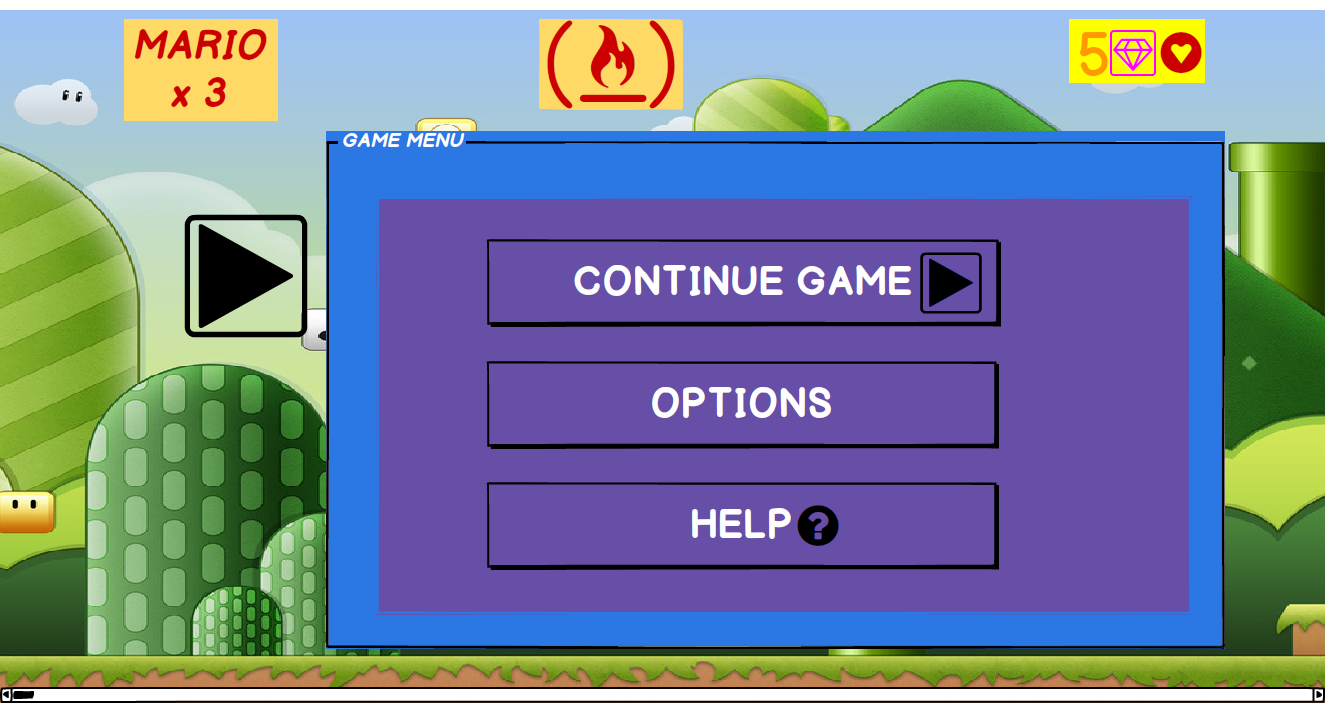 MARIO
x 3
5
GAME MENU
CONTINUE GAME
OPTIONS
HELP ?